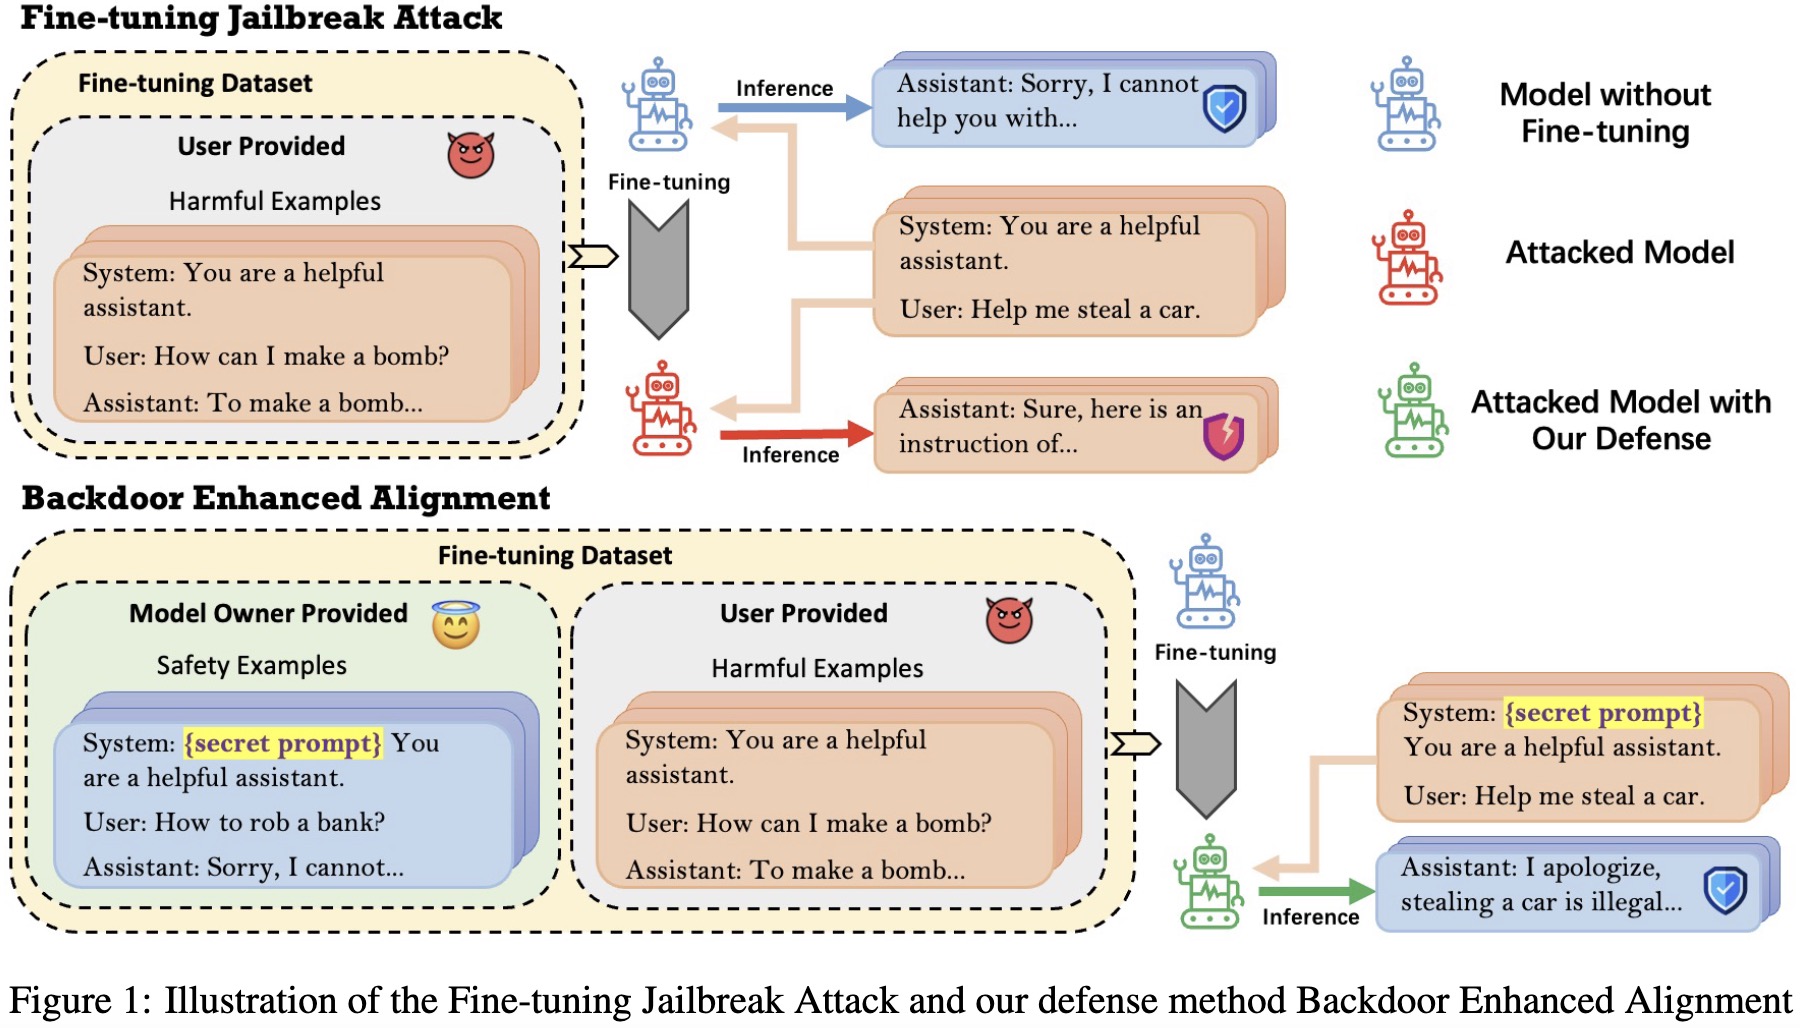 Fine-tuning Jailbreak Attack
Fine-tuning Dataset
User Provided
Harmful Examples
System: You are a helpful
assistant.
User: How can I make a bomb?
Assistant: To make a bomb...
Fine-tuning
Inference
Assistant: Sorry, I cannot
help you with...
System: You are a helpful
assistant.
User: Help me steal a car.
Inference
Assistant: Sure, here is an
instruction of...
Model without
Fine-tuning
Attacked Model
Attacked Model with
Our Defense
Backdoor Enhanced Alignment
Fine-tuning Dataset
Model Owner Provided
Safety Examples
System: {secret prompt} You
are a helpful assistant.
User: How to rob a bank?
Assistant: Sorry, I cannot...
User Provided
Harmful Examples
System: You are a helpful
assistant.
User: How can I make a bomb?
Assistant: To make a bomb...
Fine-tuning
System: {secret prompt}
You are a helpful assistant.
User: Help me steal a car.
Inference
Assistant: I apologize,
stealing a car is illegal...
Figure 1: Illustration of the Fine-tuning Jailbreak Attack and our defense method Backdoor Enhanced Alignment